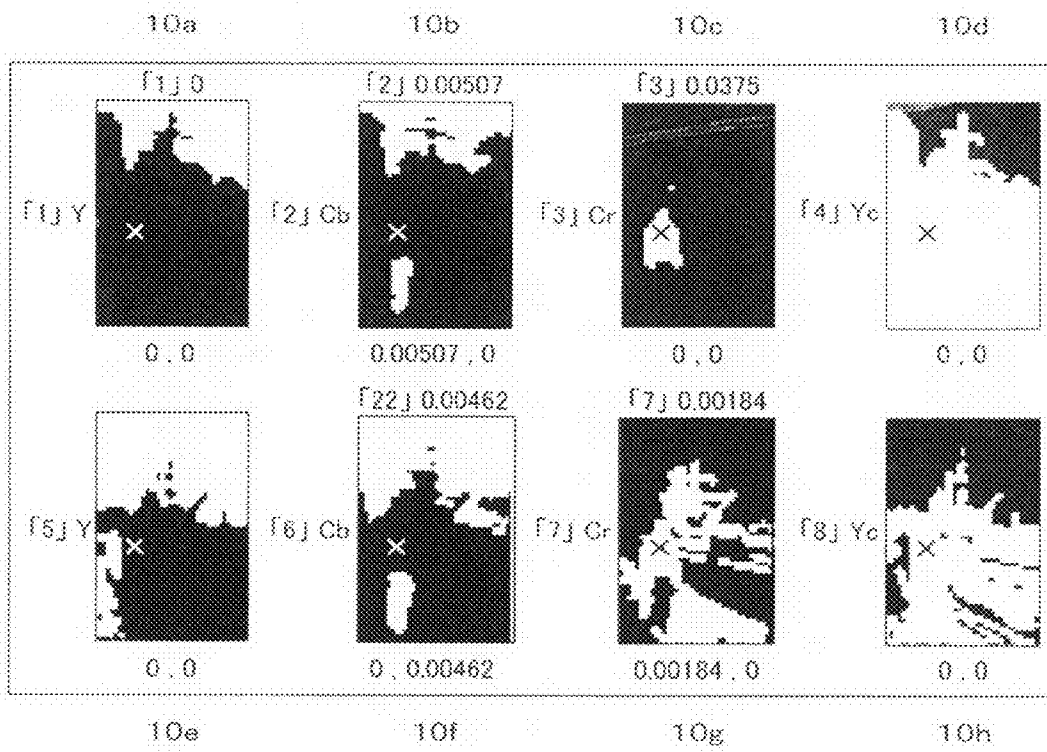 10a 10b 10c 10d
「1」 0 「2」 0.00507 「3」 0.0375
「1」 Y 「2」 Cb 「3」 Cr 「4」 Yc
0 , 0 0.00507 , 0 0 , 0 0 , 0
「22」 0.00462 「7」 0.00184
「5」 Y 「6」 Cb 「7」 Cr 「8」 Yc
0 , 0 0 , 0.00462 0.00184 , 0 0 , 0
10e 10f 10g 10h